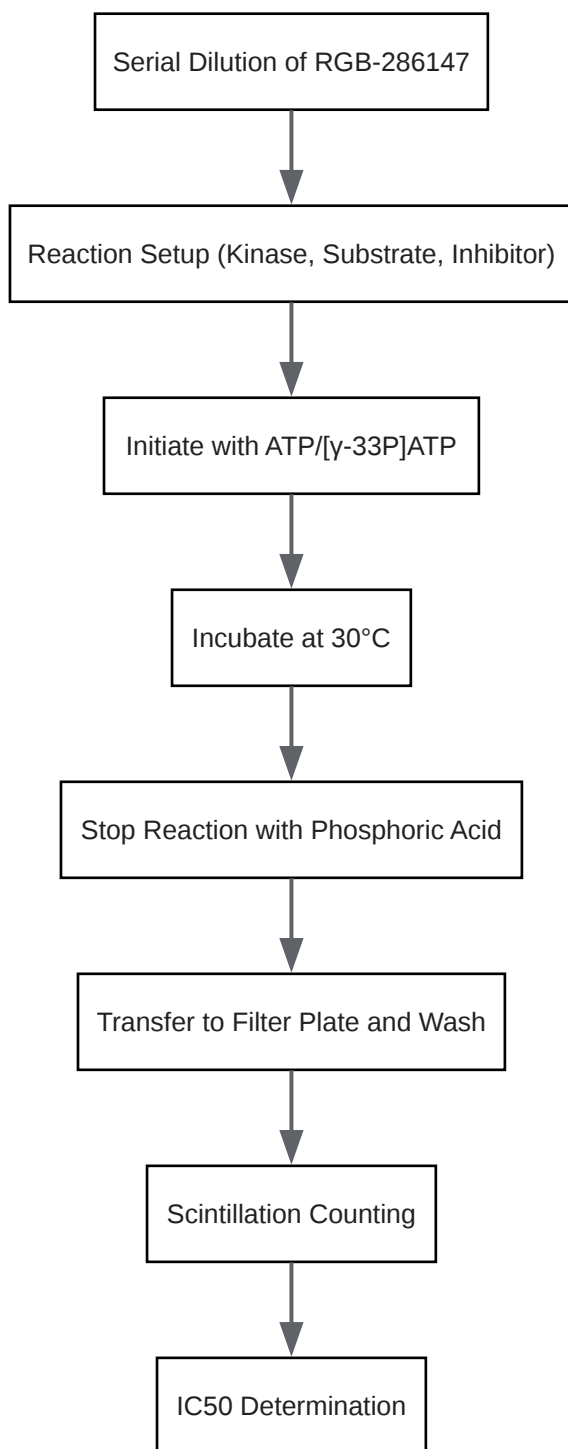 Serial Dilution of RGB-286147
Reaction Setup (Kinase, Substrate, Inhibitor)
Initiate with ATP/[γ-33P]ATP
Incubate at 30°C
Stop Reaction with Phosphoric Acid
Transfer to Filter Plate and Wash
Scintillation Counting
IC50 Determination